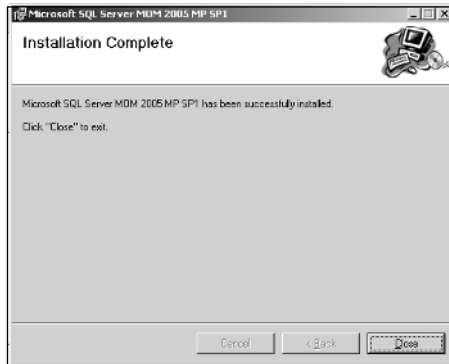 Microsoft SQL Server MOM 2005 MP SP1
Installation Complete
Microsoft SQL Server MOM 2005 MP SP1 has been successfully installed.
Click "Close" to exit.
Cancel
< Back
Close